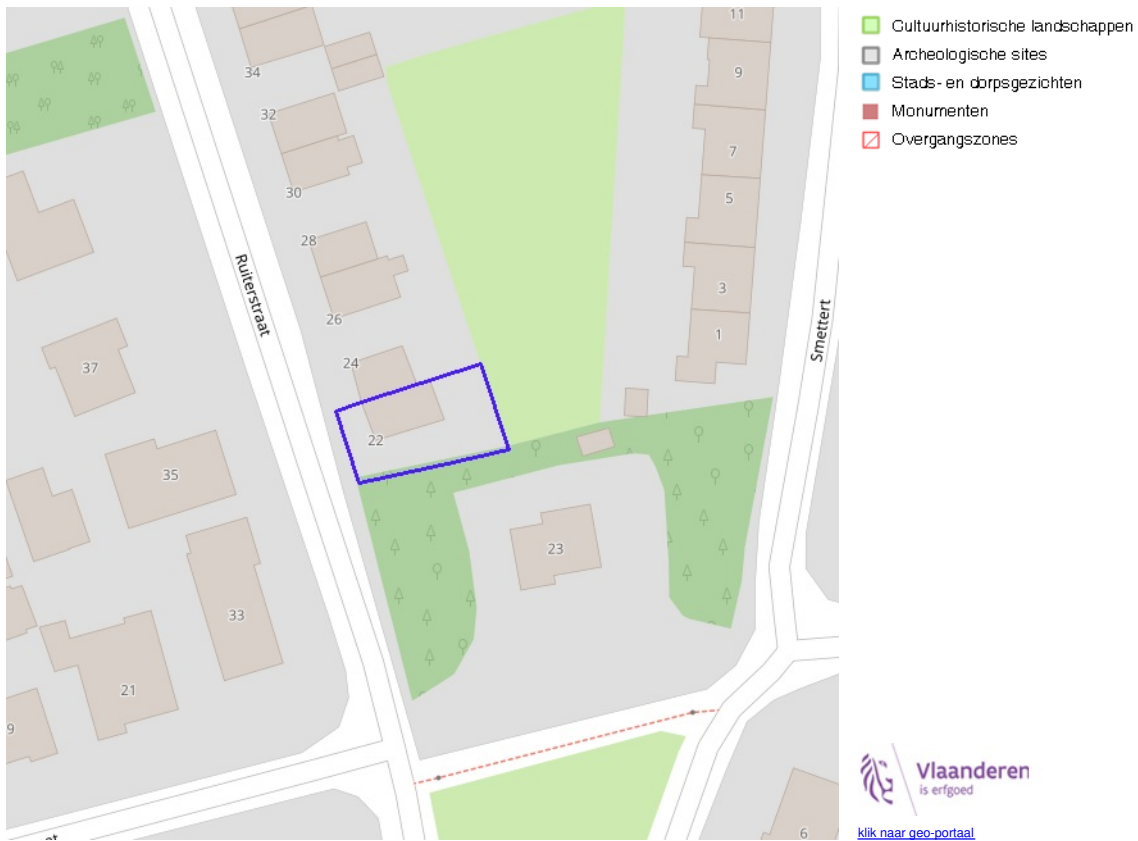 11
9
7
5
3
1
34
32
30
28
26
24
22
37
35
33
21
9
23
6
Ruiterstraat
Smettert
Cultuurhistorische landschappen
Archeologische sites
Stads- en dorpsgezichten
Monumenten
Overgangszones
Vlaanderen
is erfgoed
klik naar geo-portaal